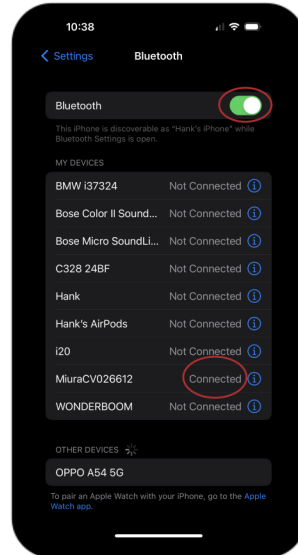 10:38
Settings Bluetooth
Bluetooth
This iPhone is discoverable as "Hank's iPhone" while
Bluetooth Settings is open.
MY DEVICES
BMW i37324 Not Connected
Bose Color II Sound... Not Connected
Bose Micro SoundLi... Not Connected
C328 24BF Not Connected
Hank Not Connected
Hank's AirPods Not Connected
i20 Not Connected
MiuraCV026612 Connected
WONDERBOOM Not Connected
OTHER DEVICES
OPPO A54 5G
To pair an Apple Watch with your iPhone, go to the Apple
Watch app.